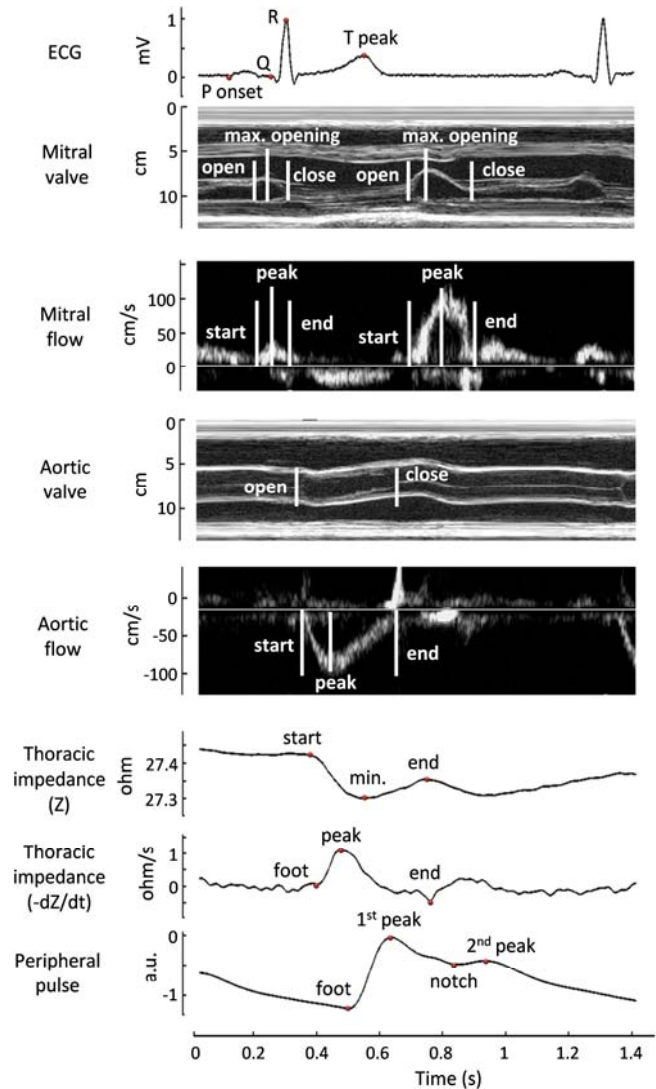 ECG
mV
1
0
P onset
Q
R
T peak
Mitral
valve
cm
0
5
10
open
max. opening
close
open
max. opening
close
Mitral
flow
cm/s
100
50
0
start
peak
end
start
peak
end
Aortic
valve
cm
0
5
10
open
close
Aortic
flow
cm/s
0
-50
-100
start
peak
end
Thoracic
impedance
(Z)
ohm
27.4
27.3
start
min.
end
Thoracic
impedance
(-dZ/dt)
ohm/s
1
0
foot
peak
end
Peripheral
pulse
a.u.
0
-1
foot
1st peak
notch
2nd peak
0 0.2 0.4 0.6 0.8 1 1.2 1.4
Time (s)